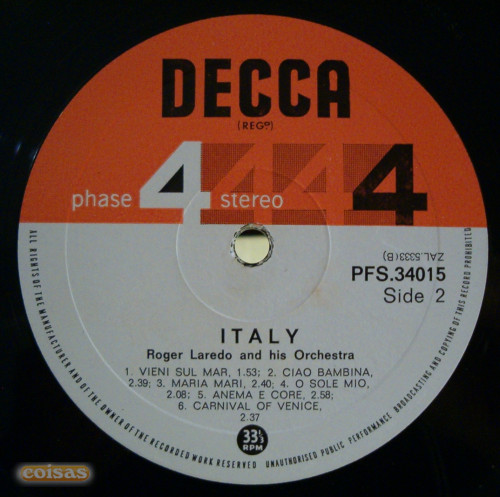 DECCA
(REGD)
phase 4 stereo 4
ZAL.5333(B)
PFS.34015
Side 2
ITALY
Roger Laredo and his Orchestra
1. VIENI SUL MAR, 1.53; 2. CIAO BAMBINA,
2.39; 3. MARIA MARI, 2.40; 4. O SOLE MIO,
2.08; 5. ANEMA E CORE, 2.58;
6. CARNIVAL OF VENICE,
2.37
33⅓
RPM
ALL RIGHTS OF THE MANUFACTURER AND OF THE OWNER OF THE RECORDED WORK RESERVED UNAUTHORISED PUBLIC PERFORMANCE BROADCASTING AND COPYING OF THIS RECORD PROHIBITED
coisas